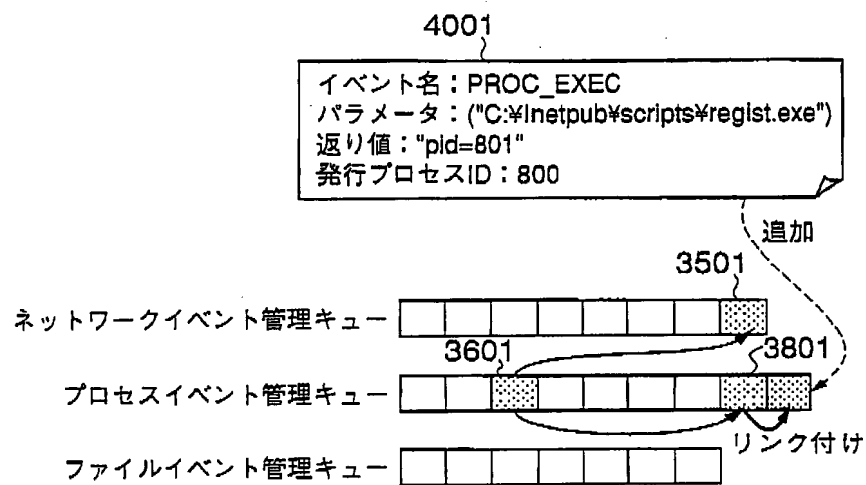 4001
イベント名：PROC_EXEC
パラメータ：("C:¥Inetpub¥scripts¥regist.exe")
返り値："pid=801"
発行プロセスID：800
追加
3501
ネットワークイベント管理キュー
3601
3801
プロセスイベント管理キュー
リンク付け
ファイルイベント管理キュー